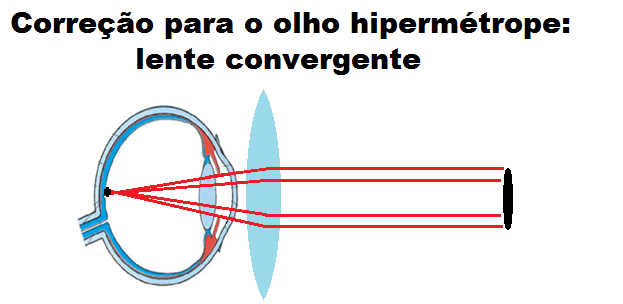 Correção para o olho hipermétrope:
lente convergente